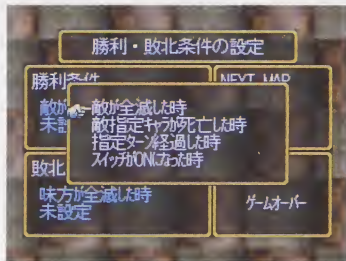 勝利・敗北条件の設定
勝利条件
NEXT MAP
敵が
未設
敵が全滅した時
敵指定キャラが死亡した時
指定ターン経過した時
スイッチがONになった時
敗北
味方が全滅した時
未設定
ゲームオーバー